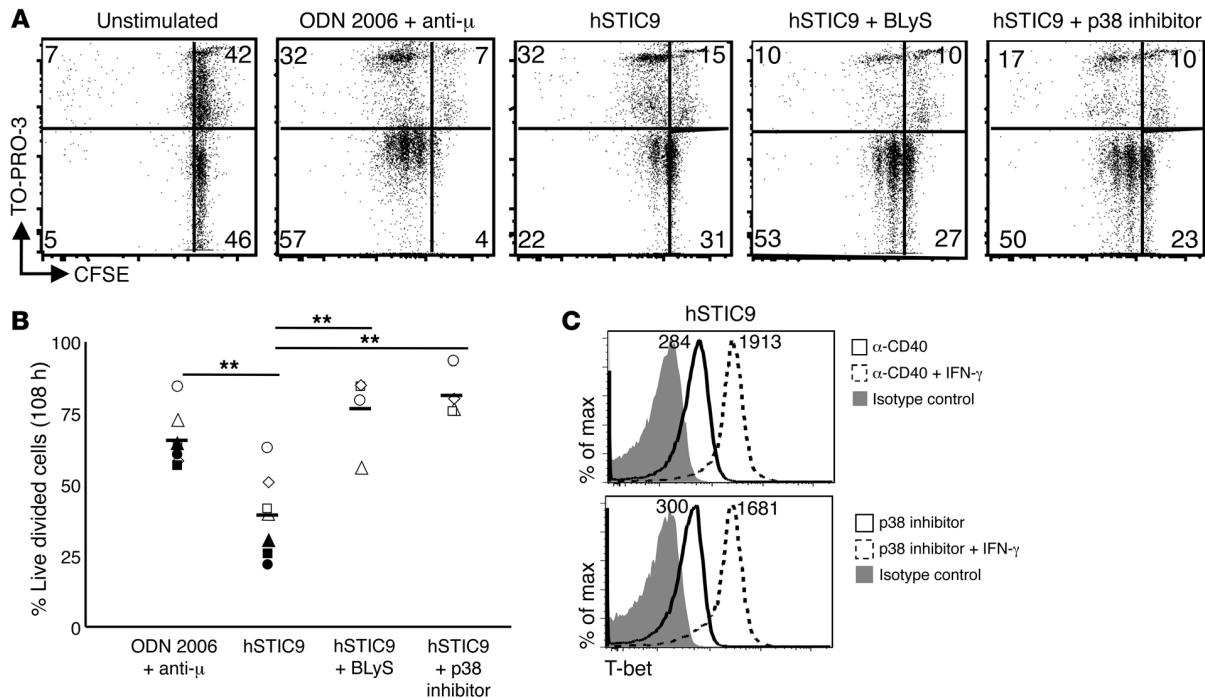 A
Unstimulated
ODN 2006 + anti-μ
hSTIC9
hSTIC9 + BLyS
hSTIC9 + p38 inhibitor
7
42
32
7
32
15
10
10
17
10
5
46
57
4
22
31
53
27
50
23
TO-PRO-3
CFSE
B
**
**
**
% Live divided cells (108 h)
100
75
50
25
0
ODN 2006
+ anti-μ
hSTIC9
hSTIC9
+ BLyS
hSTIC9
+ p38
inhibitor
C
hSTIC9
284
1913
% of max
α-CD40
α-CD40 + IFN-γ
Isotype control
300
1681
% of max
p38 inhibitor
p38 inhibitor + IFN-γ
Isotype control
T-bet